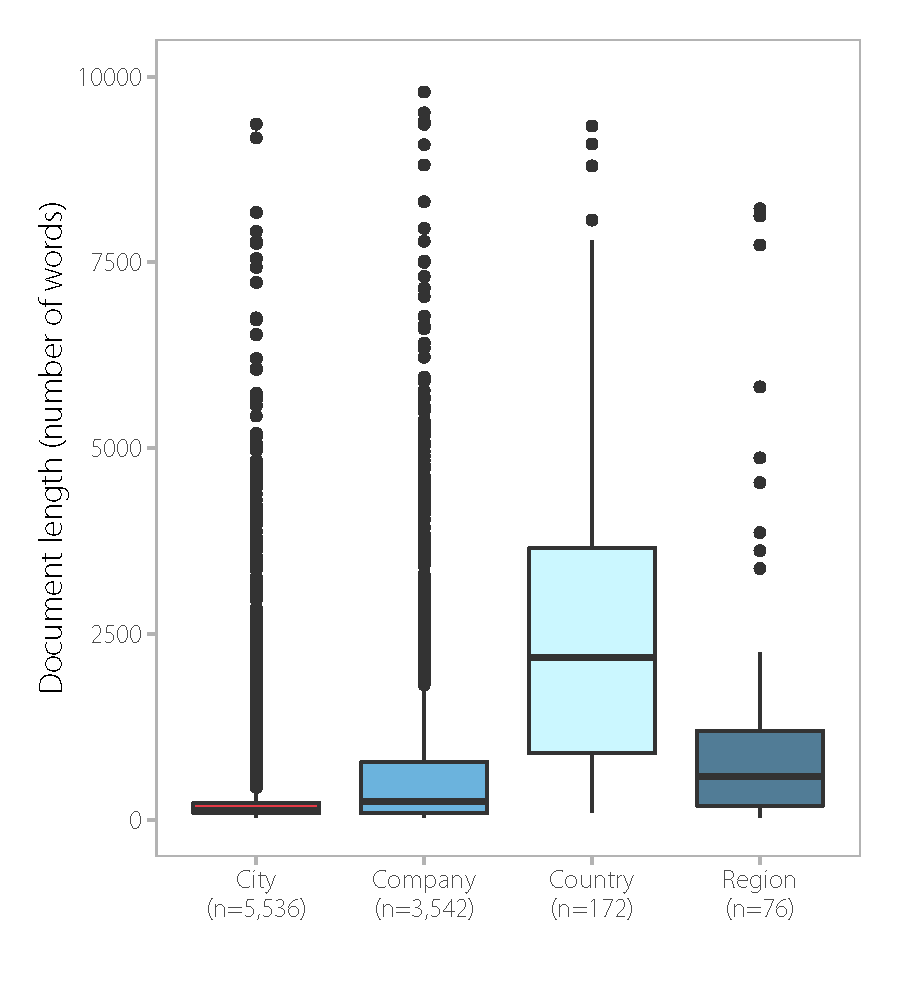 Document length (number of words)
10000
7500
5000
2500
0
City
(n=5,536)
Company
(n=3,542)
Country
(n=172)
Region
(n=76)